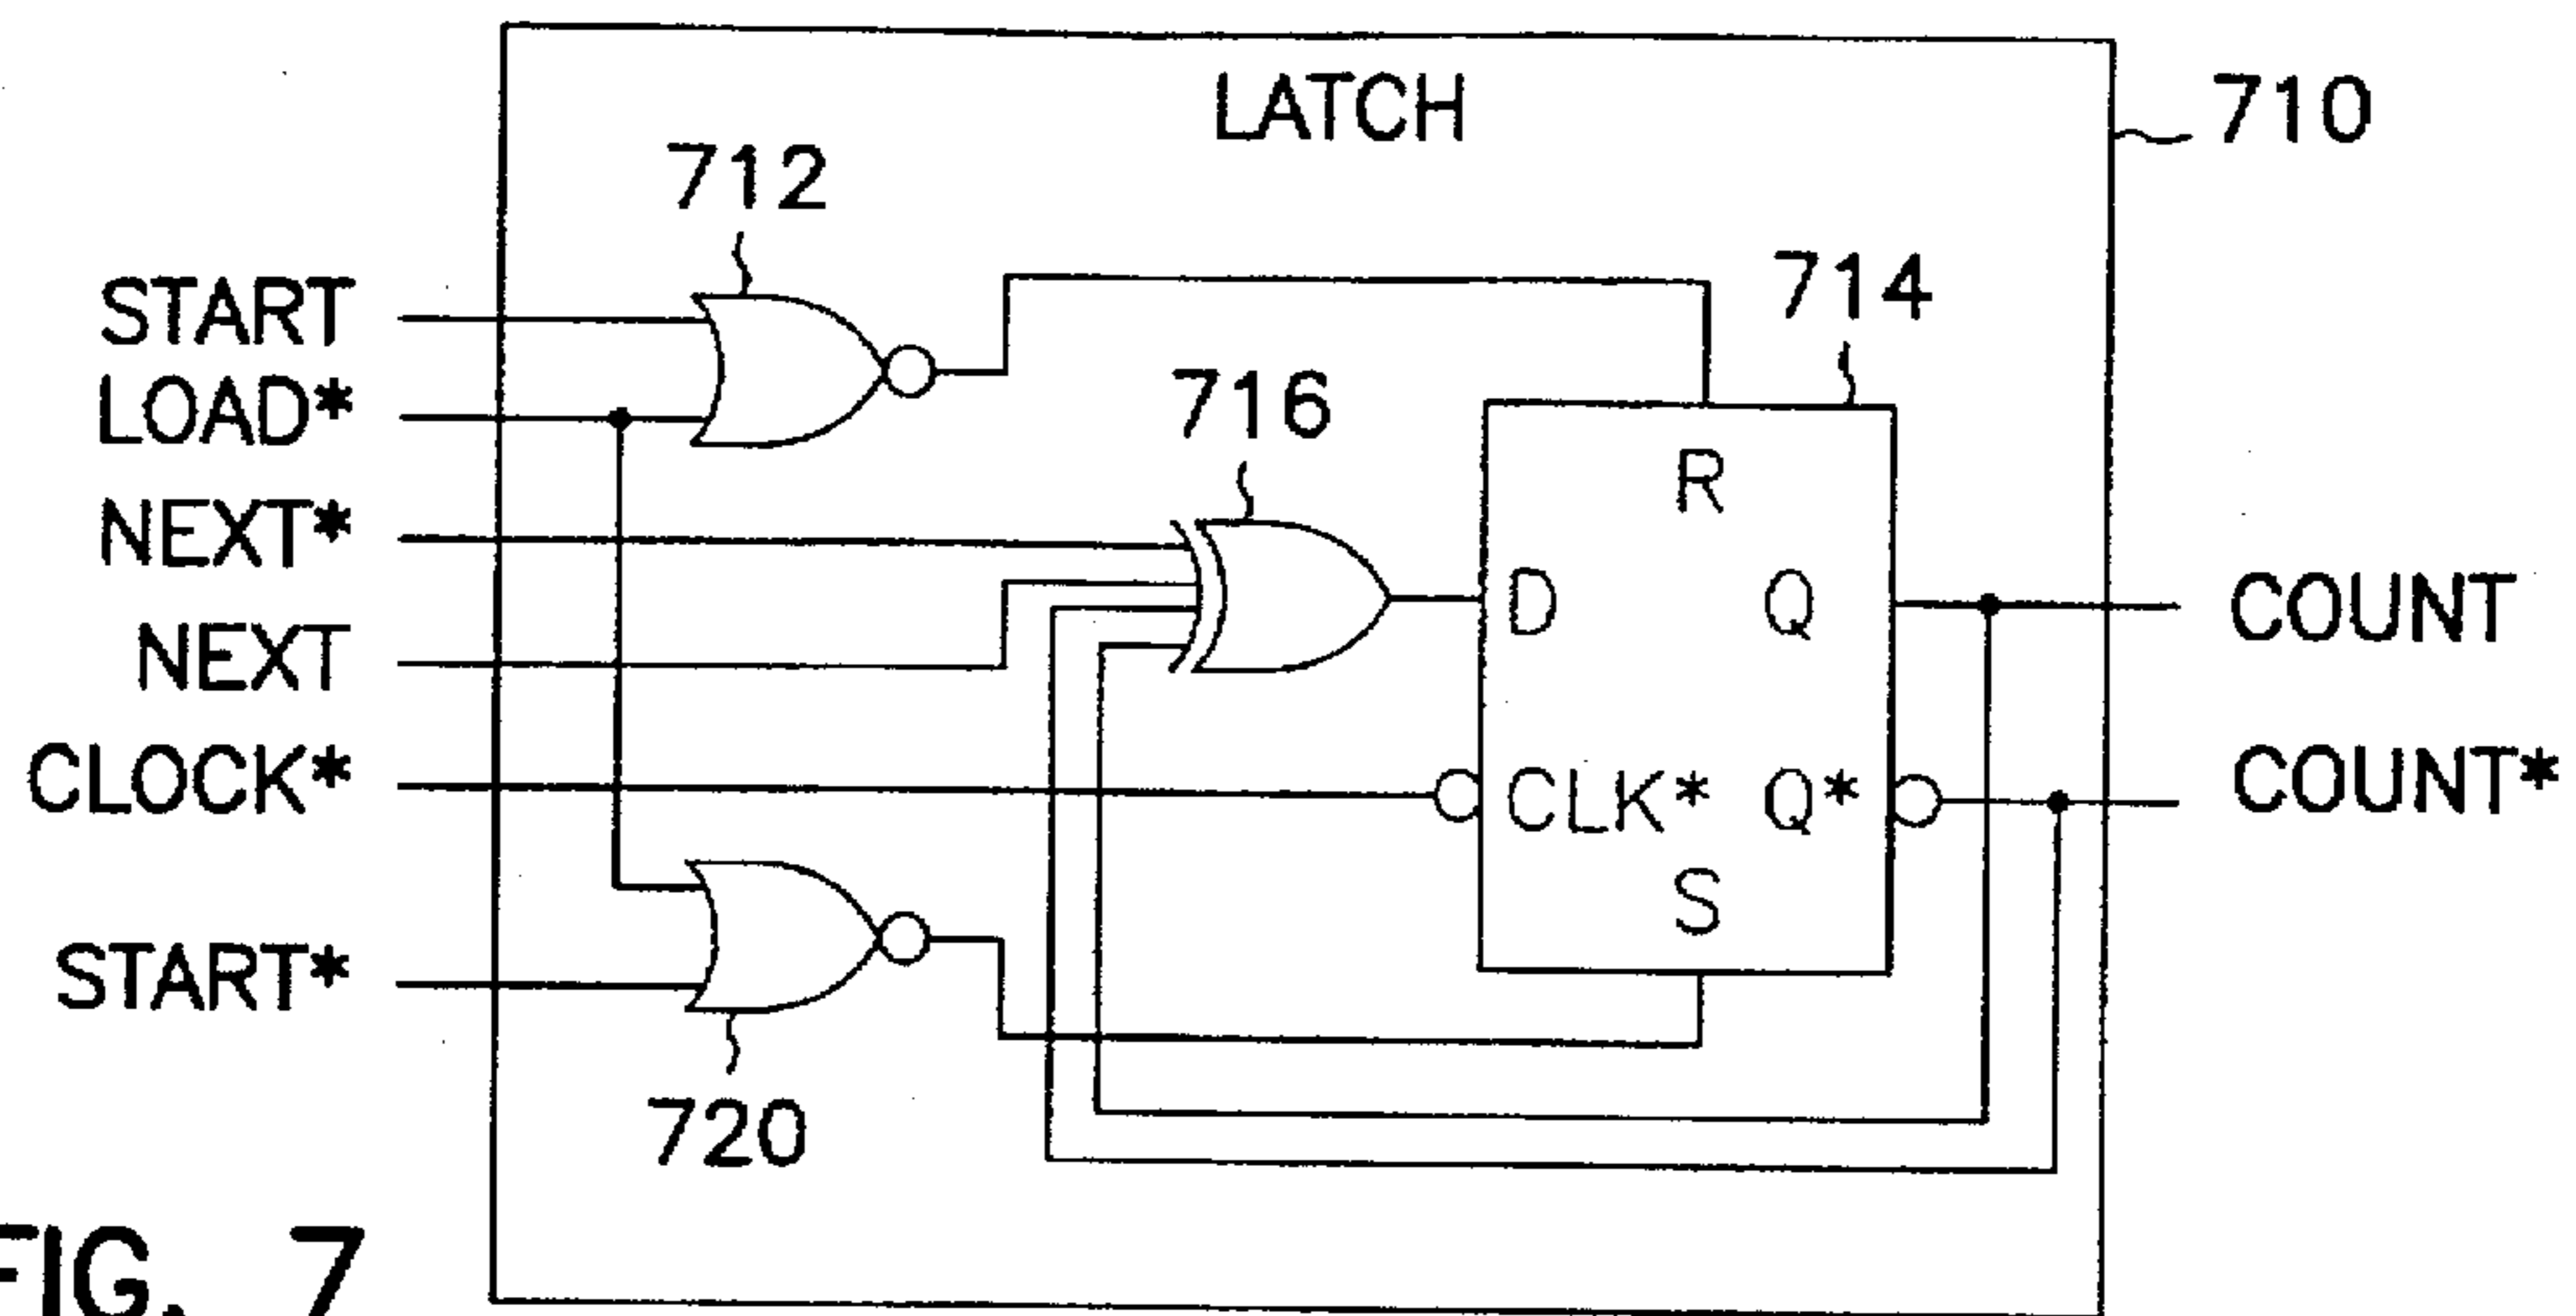 LATCH
710
712
714
716
START
LOAD*
NEXT*
NEXT
CLOCK*
START*
R
D
Q
CLK*
Q*
S
COUNT
COUNT*
720
FIG. 7